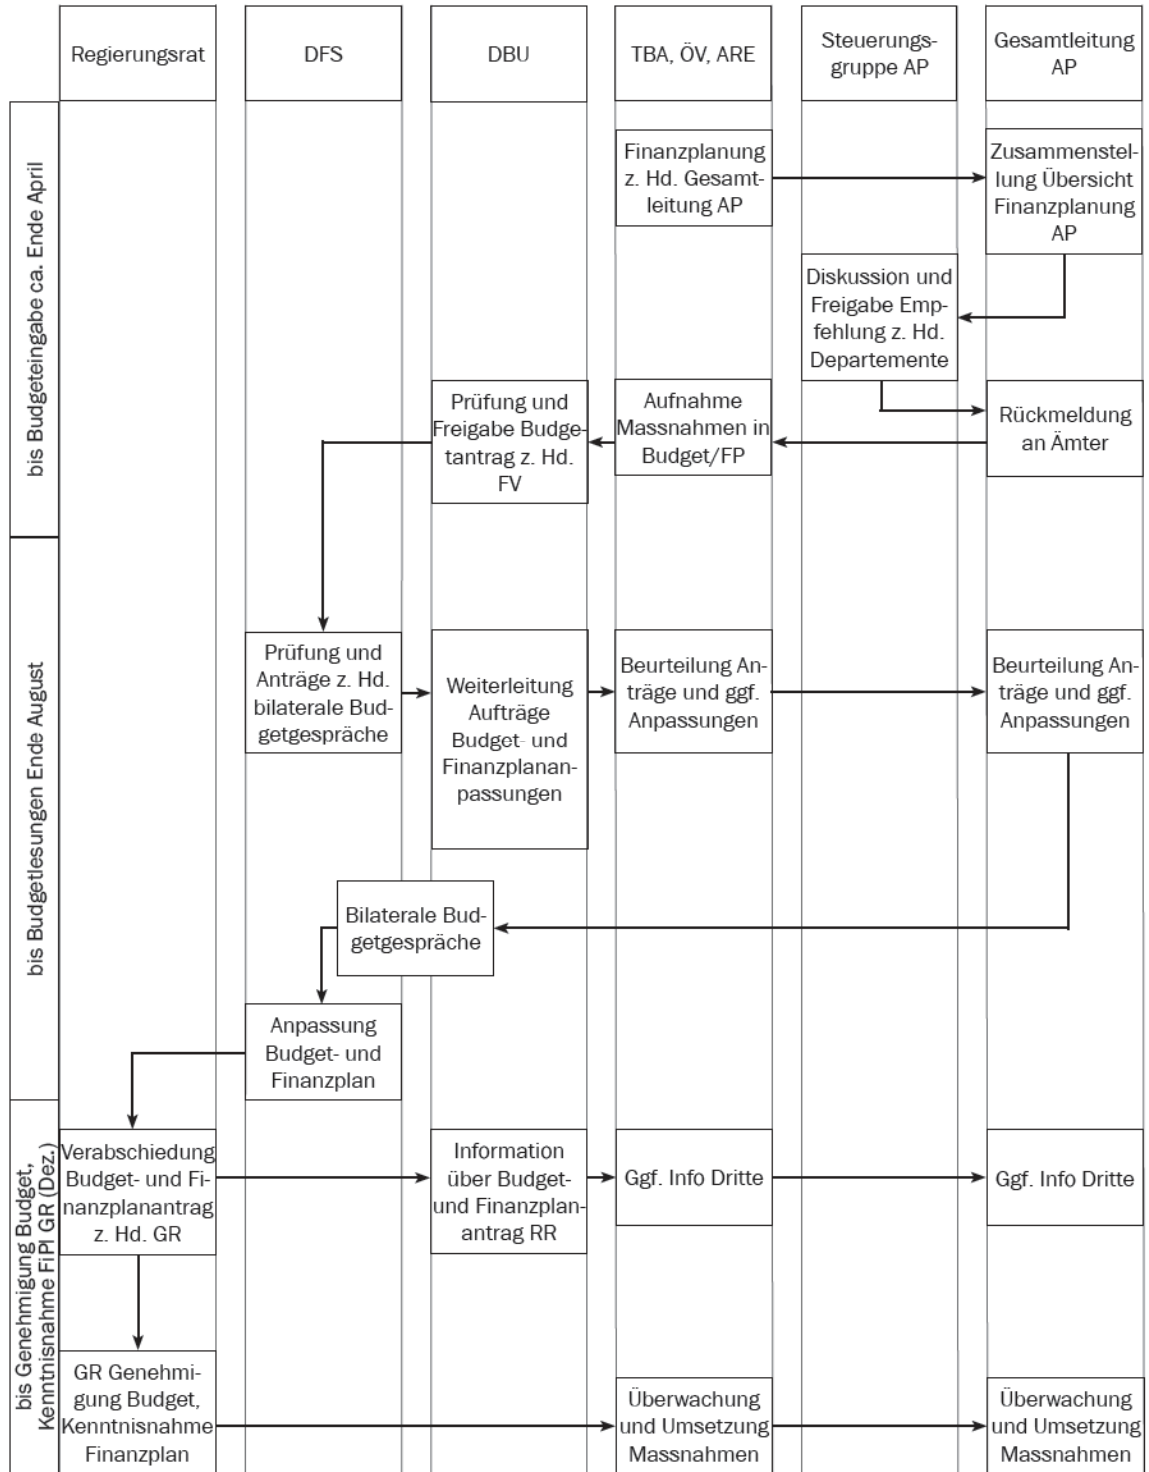 Regierungsrat
DFS
DBU
TBA, ÖV, ARE
Steuerungs-
gruppe AP
Gesamtleitung
AP
bis Budgeteingabe ca. Ende April
Finanzplanung
z. Hd. Gesamt-
leitung AP
Zusammenstel-
lung Übersicht
Finanzplanung
AP
Diskussion und
Freigabe Emp-
fehlung z. Hd.
Departemente
Rückmeldung
an Ämter
Aufnahme
Massnahmen in
Budget/FP
Prüfung und
Freigabe Budge-
tantrag z. Hd.
FV
bis Budgetlesungen Ende August
Prüfung und
Anträge z. Hd.
bilaterale Bud-
getgespräche
Weiterleitung
Aufträge
Budget- und
Finanzplanan-
passungen
Beurteilung An-
träge und ggf.
Anpassungen
Beurteilung An-
träge und ggf.
Anpassungen
Bilaterale Bud-
getgespräche
Anpassung
Budget- und
Finanzplan
bis Genehmigung Budget,
Kenntnisnahme FiPl GR (Dez.)
Verabschiedung
Budget- und Fi-
nanzplanantrag
z. Hd. GR
Information
über Budget-
und Finanzplan-
antrag RR
Ggf. Info Dritte
Ggf. Info Dritte
GR Genehmi-
gung Budget,
Kenntnisnahme
Finanzplan
Überwachung
und Umsetzung
Massnahmen
Überwachung
und Umsetzung
Massnahmen